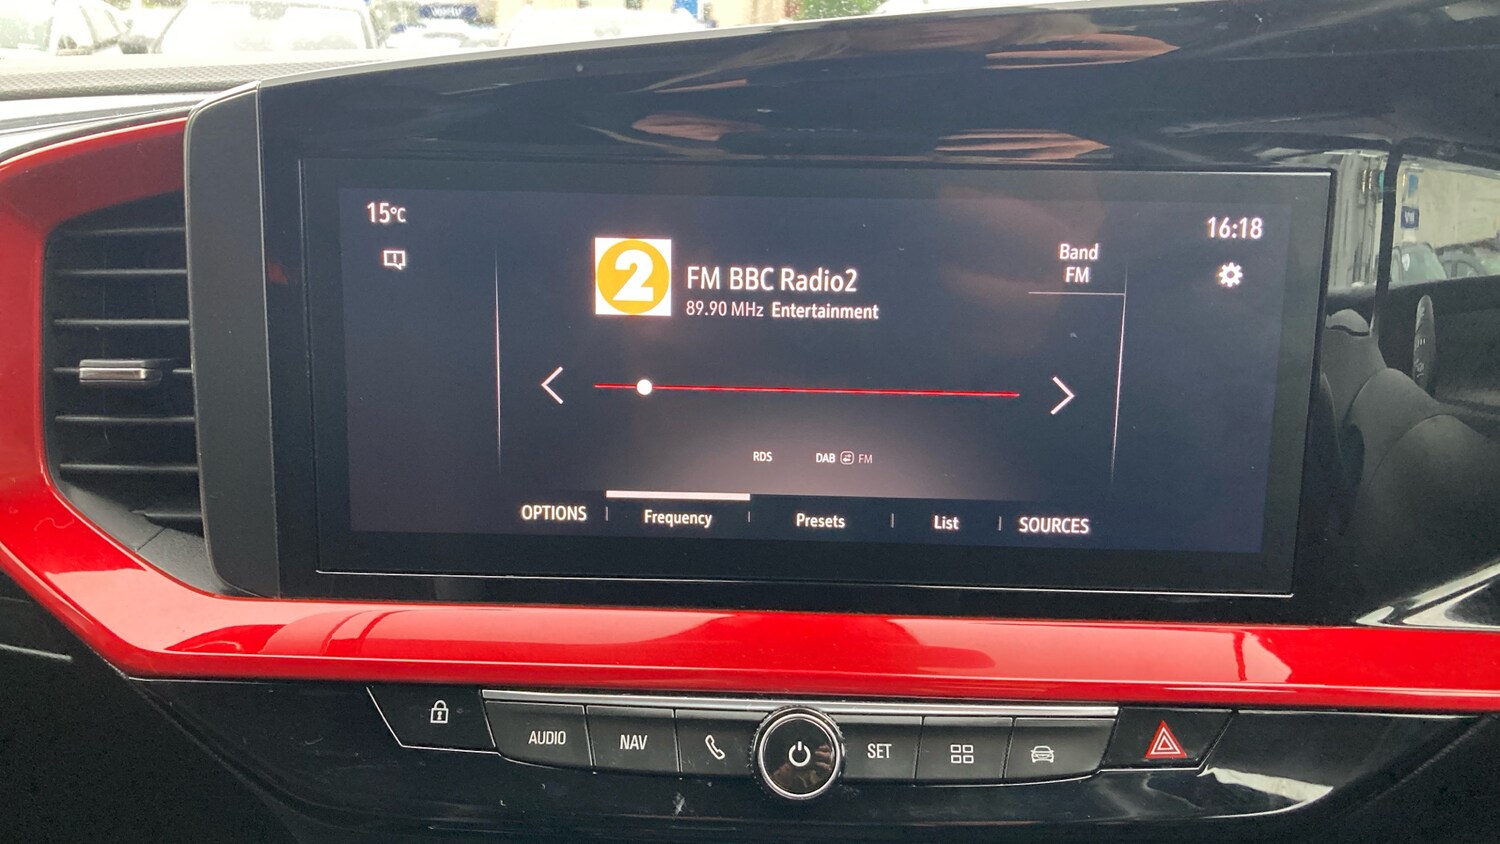 15°C
16:18
2
FM BBC Radio2
89.90 MHz Entertainment
Band
FM
RDS DAB FM
OPTIONS | Frequency | Presets | List | SOURCES
AUDIO NAV SET